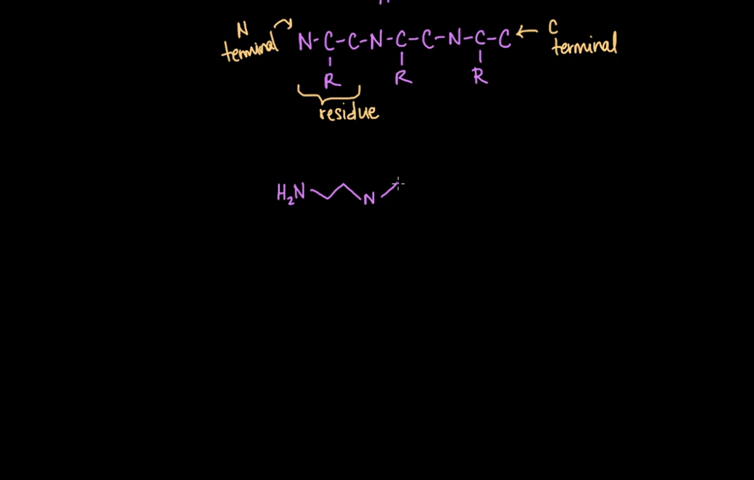 N terminal
N-C-C-N-C-C-N-C-C
C terminal
R R R
residue
H₂N N